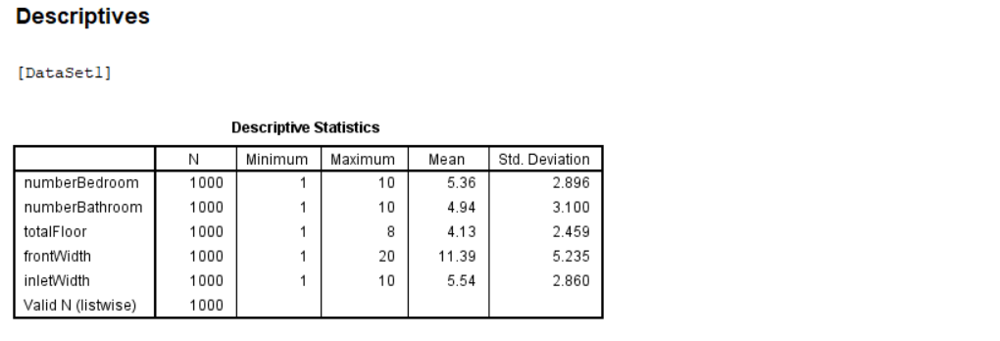 Descriptives
[DataSet1]
Descriptive Statistics
N Minimum Maximum Mean Std. Deviation
numberBedroom 1000 1 10 5.36 2.896
numberBathroom 1000 1 10 4.94 3.100
totalFloor 1000 1 8 4.13 2.459
frontWidth 1000 1 20 11.39 5.235
inletWidth 1000 1 10 5.54 2.860
Valid N (listwise) 1000